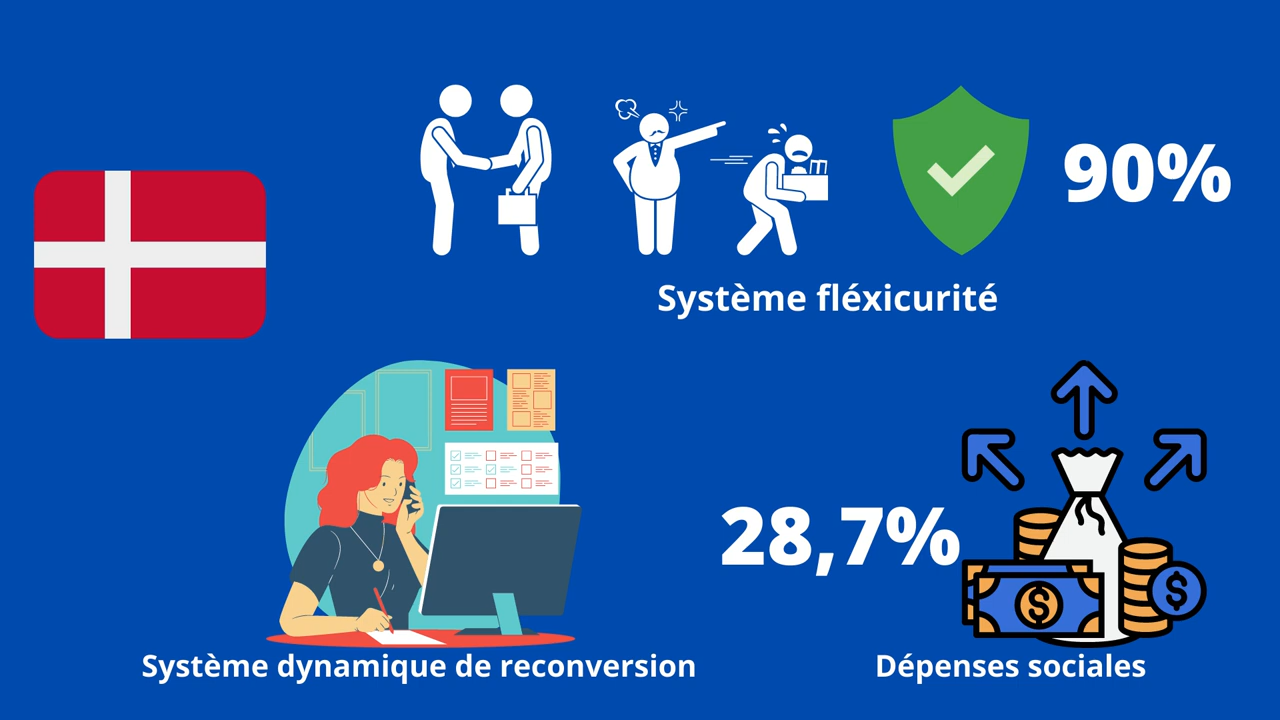 90%
Système fléxicurité
28,7%
Système dynamique de reconversion
Dépenses sociales